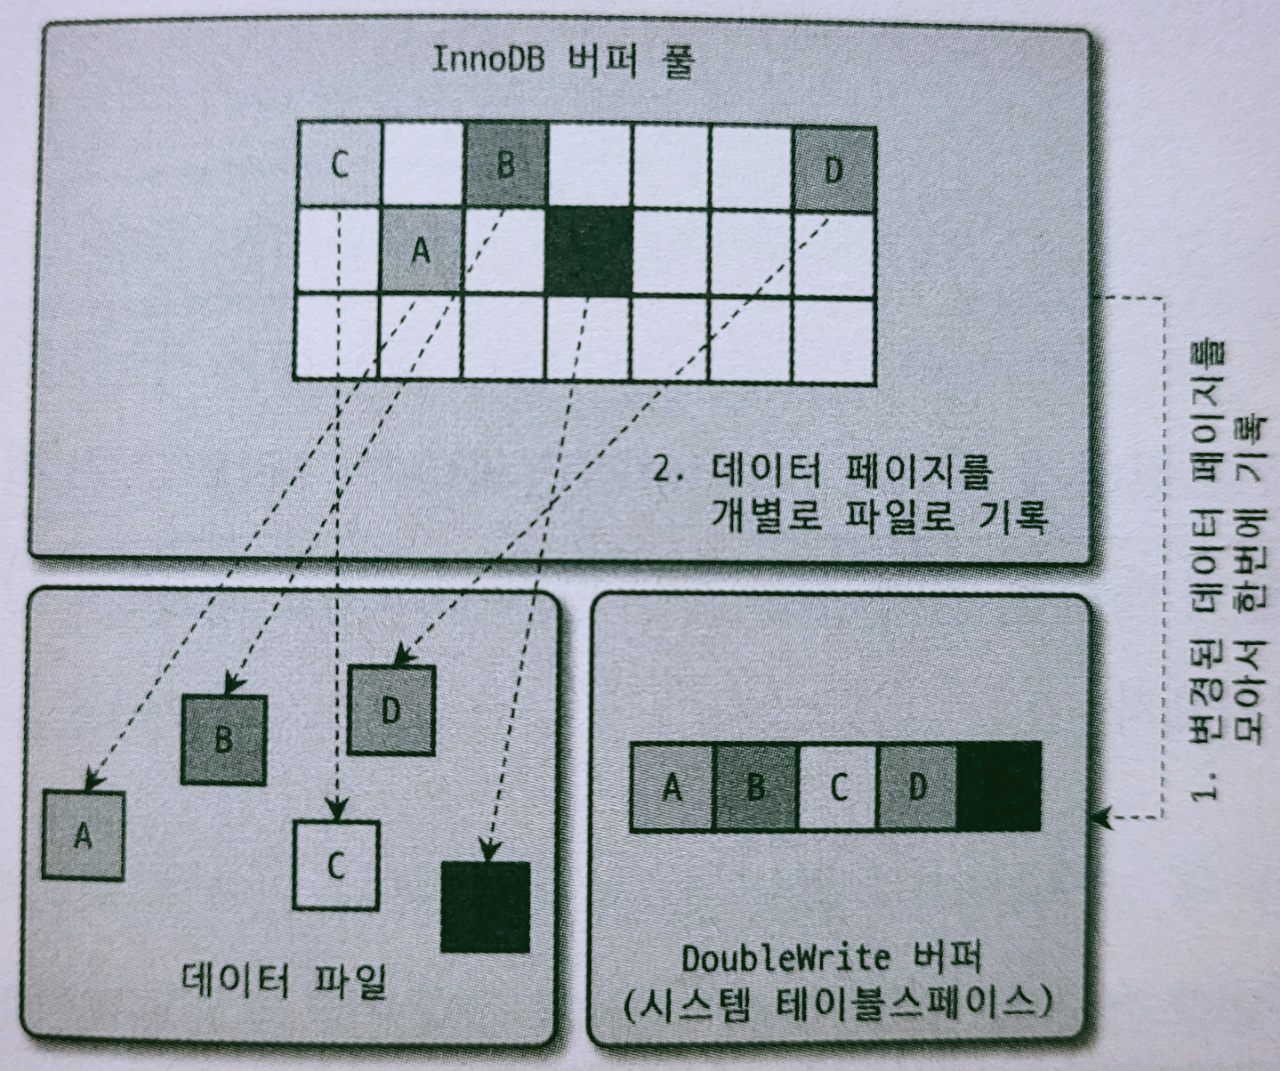 InnoDB 버퍼 풀
C
B
D
A
2. 데이터 페이지를
개별로 파일로 기록
1. 변경된 데이터 페이지를
모아서 한번에 기록
D
B
A
C
데이터 파일
A B C D
DoubleWrite 버퍼
(시스템 테이블스페이스)